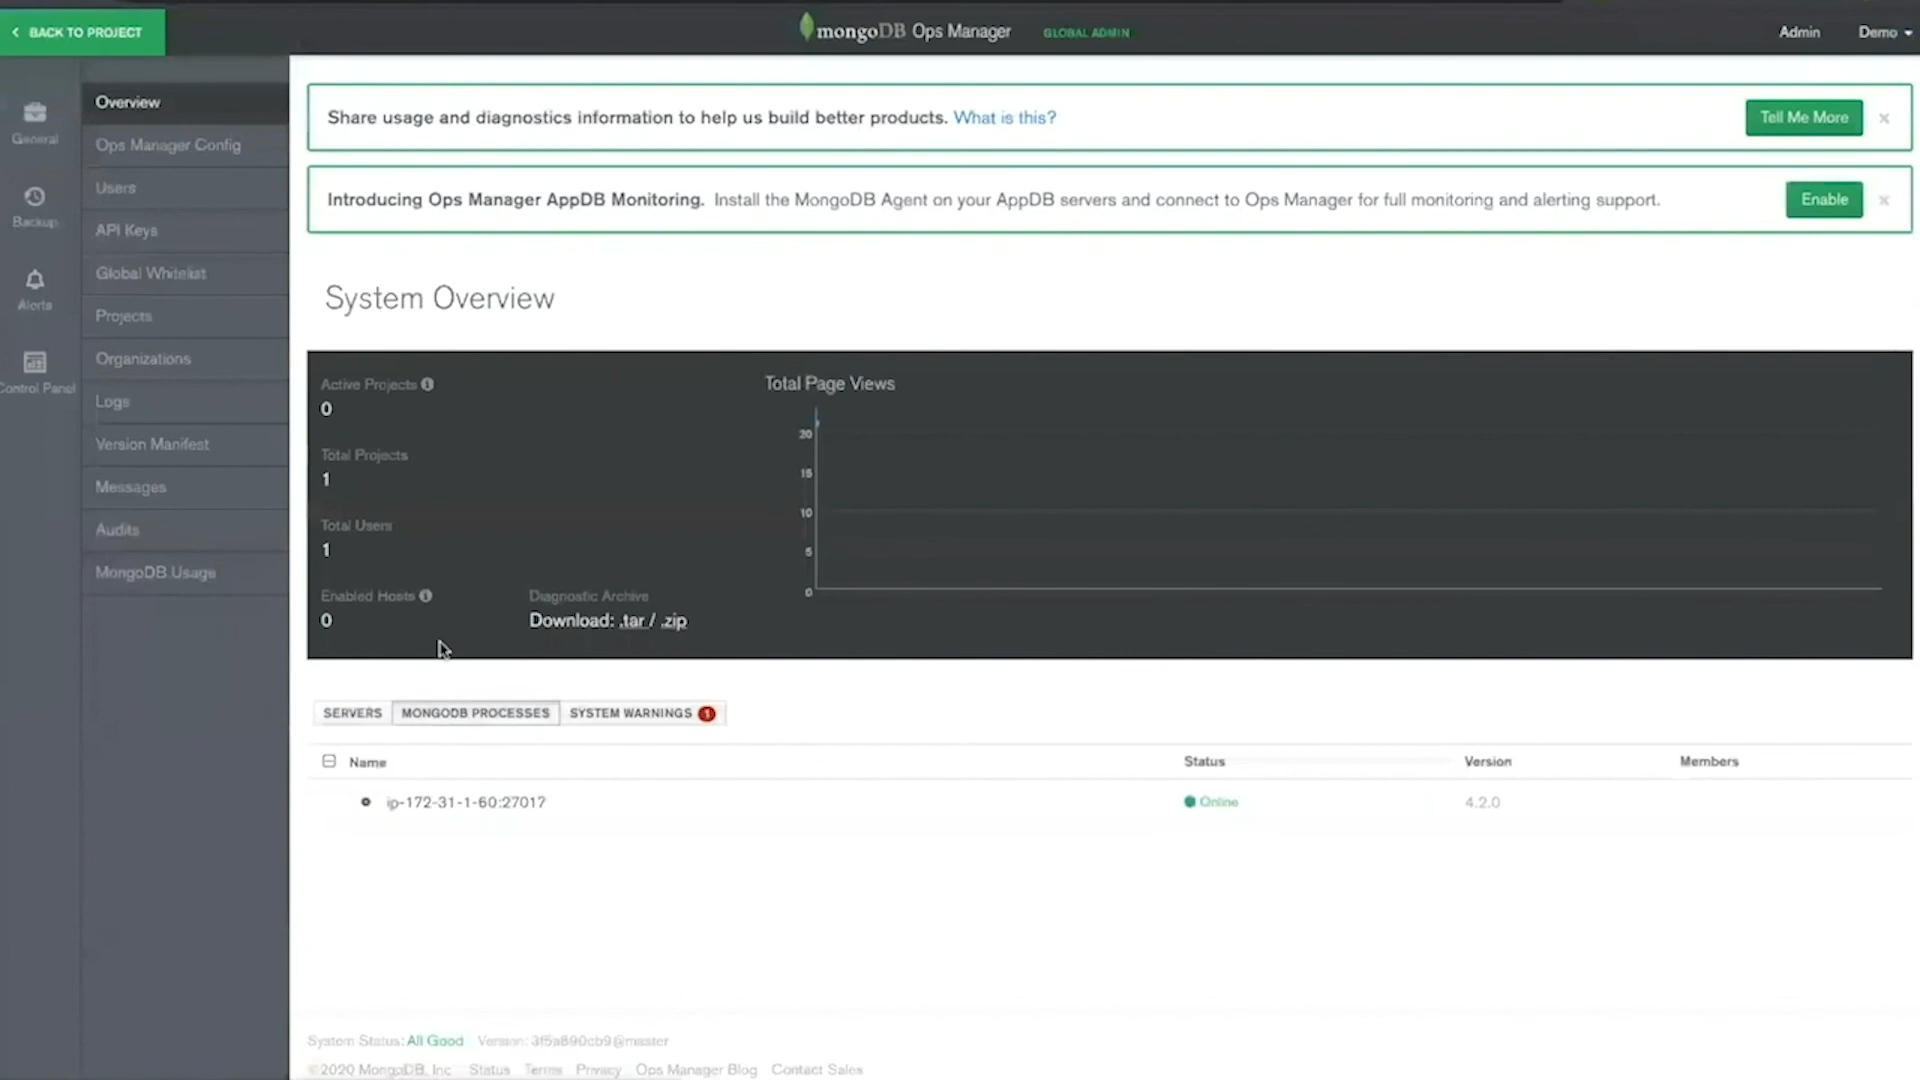 BACK TO PROJECT
mongoDB Ops Manager
GLOBAL ADMIN
Admin
Demo
General
Backup
Alerts
Control Panel
Overview
Ops Manager Config
Users
API Keys
Global Whitelist
Projects
Organizations
Logs
Version Manifest
Messages
Audits
MongoDB Usage
Share usage and diagnostics information to help us build better products. What is this?
Tell Me More
Introducing Ops Manager AppDB Monitoring. Install the MongoDB Agent on your AppDB servers and connect to Ops Manager for full monitoring and alerting support.
Enable
System Overview
Active Projects
0
Total Projects
1
Total Users
1
Enabled Hosts
0
Diagnostic Archive
Download: .tar / .zip
Total Page Views
20
15
10
5
0
SERVERS
MONGODB PROCESSES
SYSTEM WARNINGS 1
Name Status Version Members
ip-172-31-1-60:27017 Online 4.2.0
System Status: All Good Version: 3f5a890cb9@master
©2020 MongoDB, Inc Status Terms Privacy Ops Manager Blog Contact Sales